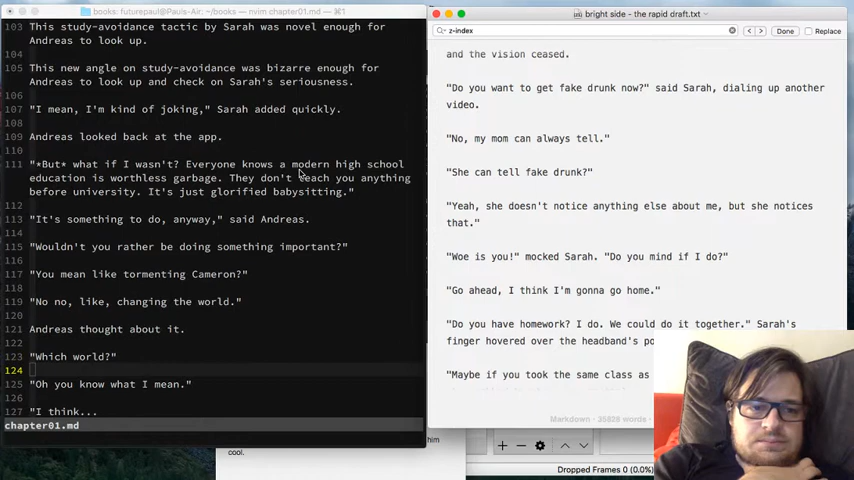 books: futurepaul@Pauls-Air: ~/books — nvim chapter01.md — ⌘1
103 This study-avoidance tactic by Sarah was novel enough for
Andreas to look up.
104
105 This new angle on study-avoidance was bizarre enough for
Andreas to look up and check on Sarah's seriousness.
106
107 "I mean, I'm kind of joking," Sarah added quickly.
108
109 Andreas looked back at the app.
110
111 "*But* what if I wasn't? Everyone knows a modern high school
education is worthless garbage. They don't teach you anything
before university. It's just glorified babysitting."
112
113 "It's something to do, anyway," said Andreas.
114
115 "Wouldn't you rather be doing something important?"
116
117 "You mean like tormenting Cameron?"
118
119 "No no, like, changing the world."
120
121 Andreas thought about it.
122
123 "Which world?"
124
125 "Oh you know what I mean."
126
127 "I think...
chapter01.md
bright side - the rapid draft.txt
z-index
Done
Replace
and the vision ceased.
"Do you want to get fake drunk now?" said Sarah, dialing up another
video.
"No, my mom can always tell."
"She can tell fake drunk?"
"Yeah, she doesn't notice anything else about me, but she notices
that."
"Woe is you!" mocked Sarah. "Do you mind if I do?"
"Go ahead, I think I'm gonna go home."
"Do you have homework? I do. We could do it together." Sarah's
finger hovered over the headband's
"Maybe if you took the same class as
Markdown · 35829 words
him
cool.
Dropped Frames 0 (0.0%)